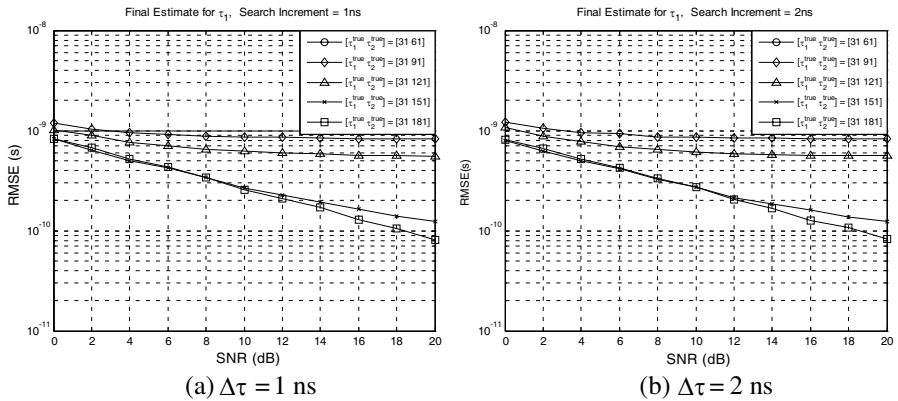 Final Estimate for τ1, Search Increment = 1ns
10^-8
10^-9
10^-10
10^-11
RMSE (s)
[τ1^true τ2^true] = [31 61]
[τ1^true τ2^true] = [31 91]
[τ1^true τ2^true] = [31 121]
[τ1^true τ2^true] = [31 151]
[τ1^true τ2^true] = [31 181]
0 2 4 6 8 10 12 14 16 18 20
SNR (dB)
(a) Δτ = 1 ns
Final Estimate for τ1, Search Increment = 2ns
10^-8
10^-9
10^-10
10^-11
RMSE(s)
[τ1^true τ2^true] = [31 61]
[τ1^true τ2^true] = [31 91]
[τ1^true τ2^true] = [31 121]
[τ1^true τ2^true] = [31 151]
[τ1^true τ2^true] = [31 181]
0 2 4 6 8 10 12 14 16 18 20
SNR (dB)
(b) Δτ = 2 ns